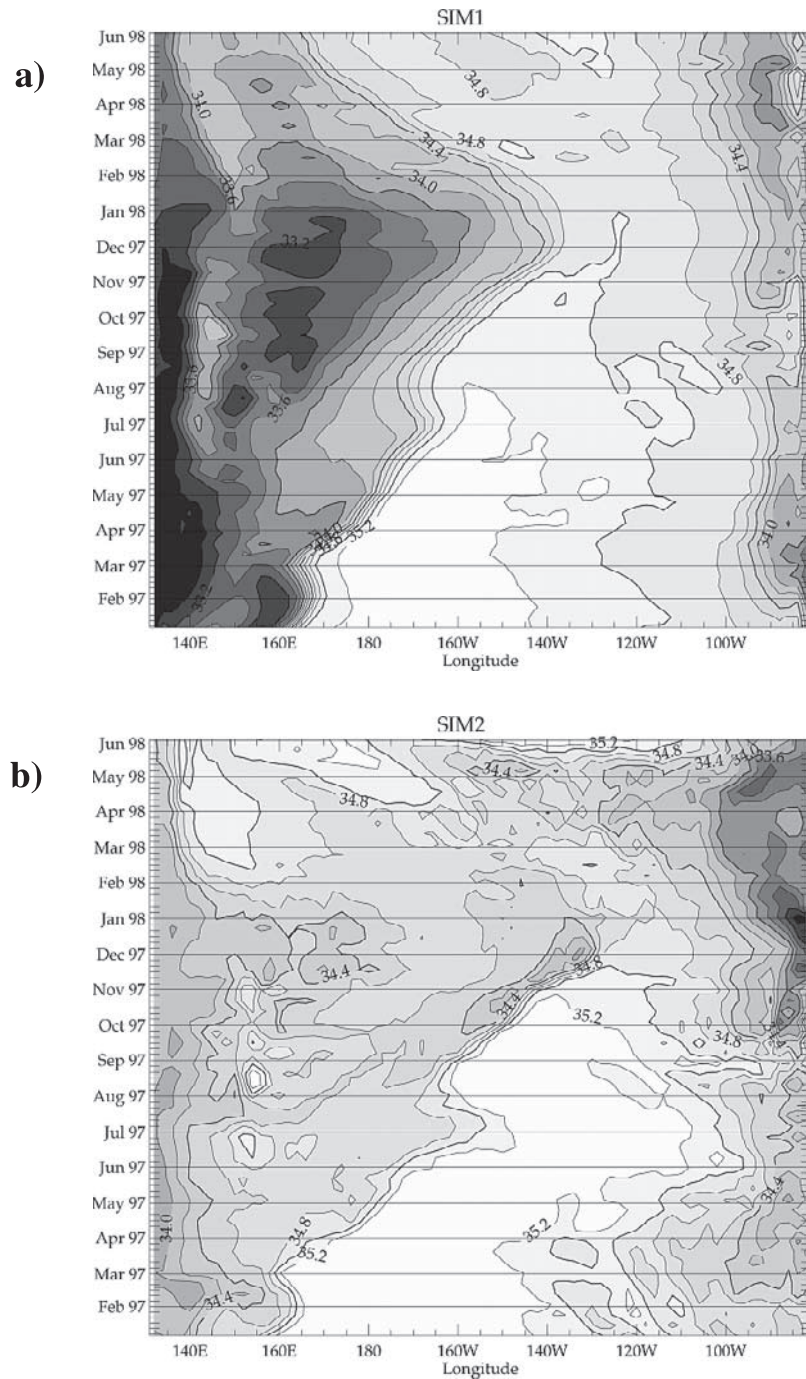 SIM1
a)
Jun 98
May 98
Apr 98
Mar 98
Feb 98
Jan 98
Dec 97
Nov 97
Oct 97
Sep 97
Aug 97
Jul 97
Jun 97
May 97
Apr 97
Mar 97
Feb 97
34.0
34.8
34.4
34.8
34.0
33.6
34.4
33.2
33.6
33.6
34.8
34.0
35.2
34.0
33.2
140E 160E 180 160W 140W 120W 100W
Longitude
SIM2
b)
Jun 98
May 98
Apr 98
Mar 98
Feb 98
Jan 98
Dec 97
Nov 97
Oct 97
Sep 97
Aug 97
Jul 97
Jun 97
May 97
Apr 97
Mar 97
Feb 97
35.2
34.8
34.0
33.6
34.4
34.4
34.8
34.4
34.8
34.4
35.2
34.8
34.4
34.0
34.8
35.2
35.2
34.4
140E 160E 180 160W 140W 120W 100W
Longitude